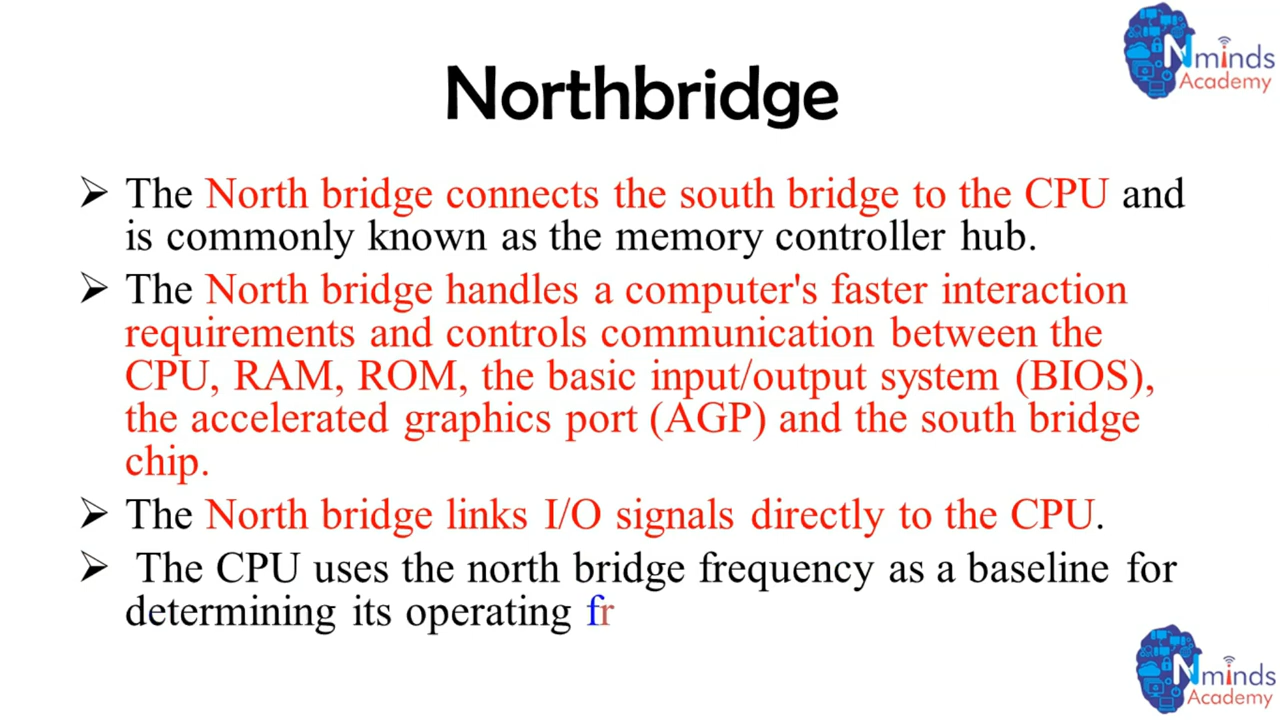 Nminds
Academy
Northbridge
➢ The North bridge connects the south bridge to the CPU and
is commonly known as the memory controller hub.
➢ The North bridge handles a computer's faster interaction
requirements and controls communication between the
CPU, RAM, ROM, the basic input/output system (BIOS),
the accelerated graphics port (AGP) and the south bridge
chip.
➢ The North bridge links I/O signals directly to the CPU.
➢ The CPU uses the north bridge frequency as a baseline for
determining its operating fr
Nminds
Academy